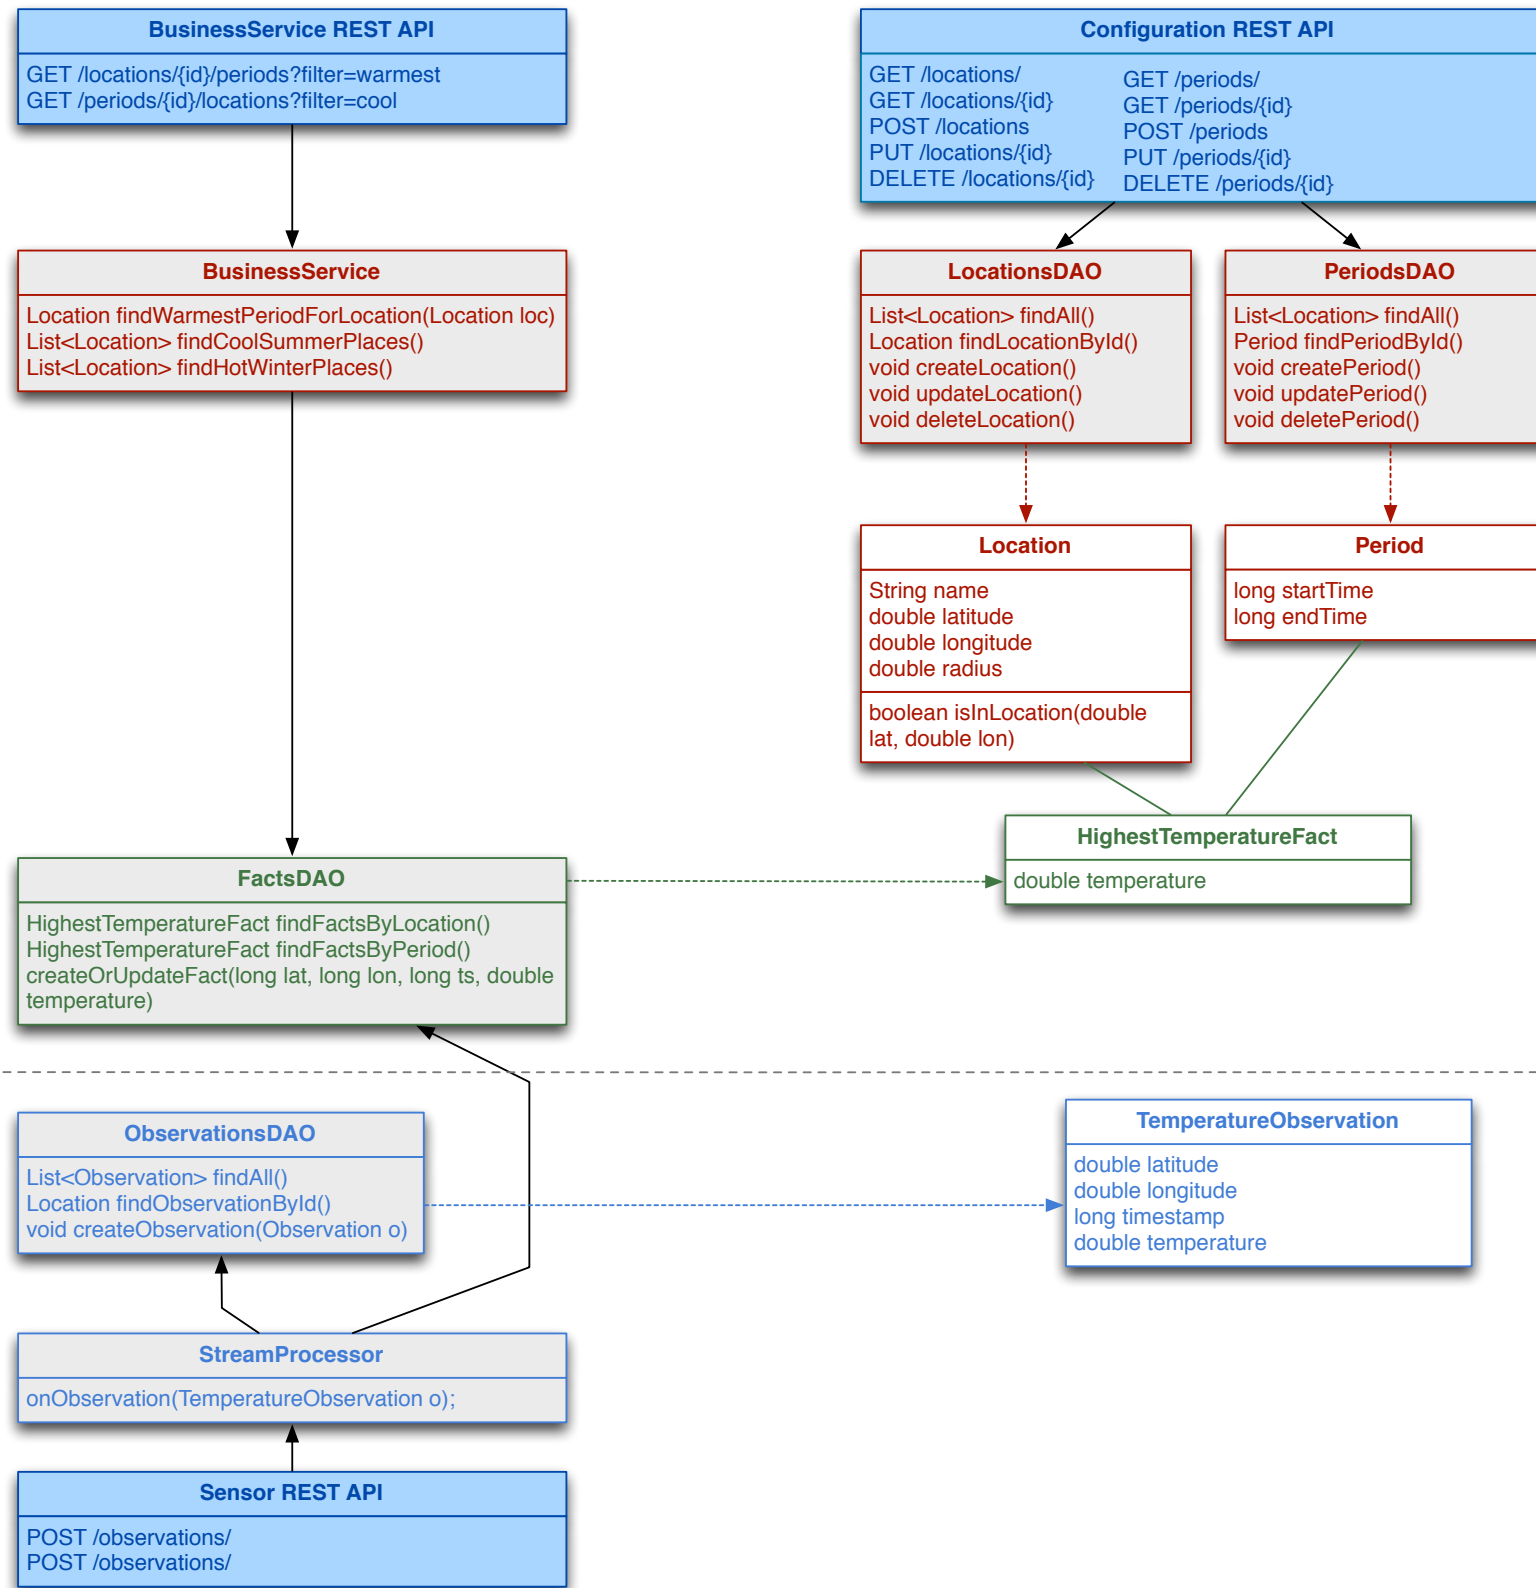 BusinessService REST API
GET /locations/{id}/periods?filter=warmest
GET /periods/{id}/locations?filter=cool
Configuration REST API
GET /locations/
GET /locations/{id}
POST /locations
PUT /locations/{id}
DELETE /locations/{id}
GET /periods/
GET /periods/{id}
POST /periods
PUT /periods/{id}
DELETE /periods/{id}
BusinessService
Location findWarmestPeriodForLocation(Location loc)
List<Location> findCoolSummerPlaces()
List<Location> findHotWinterPlaces()
LocationsDAO
List<Location> findAll()
Location findLocationById()
void createLocation()
void updateLocation()
void deleteLocation()
PeriodsDAO
List<Location> findAll()
Period findPeriodById()
void createPeriod()
void updatePeriod()
void deletePeriod()
Location
String name
double latitude
double longitude
double radius
boolean isInLocation(double
lat, double lon)
Period
long startTime
long endTime
HighestTemperatureFact
double temperature
FactsDAO
HighestTemperatureFact findFactsByLocation()
HighestTemperatureFact findFactsByPeriod()
createOrUpdateFact(long lat, long lon, long ts, double
temperature)
ObservationsDAO
List<Observation> findAll()
Location findObservationById()
void createObservation(Observation o)
TemperatureObservation
double latitude
double longitude
long timestamp
double temperature
StreamProcessor
onObservation(TemperatureObservation o);
Sensor REST API
POST /observations/
POST /observations/